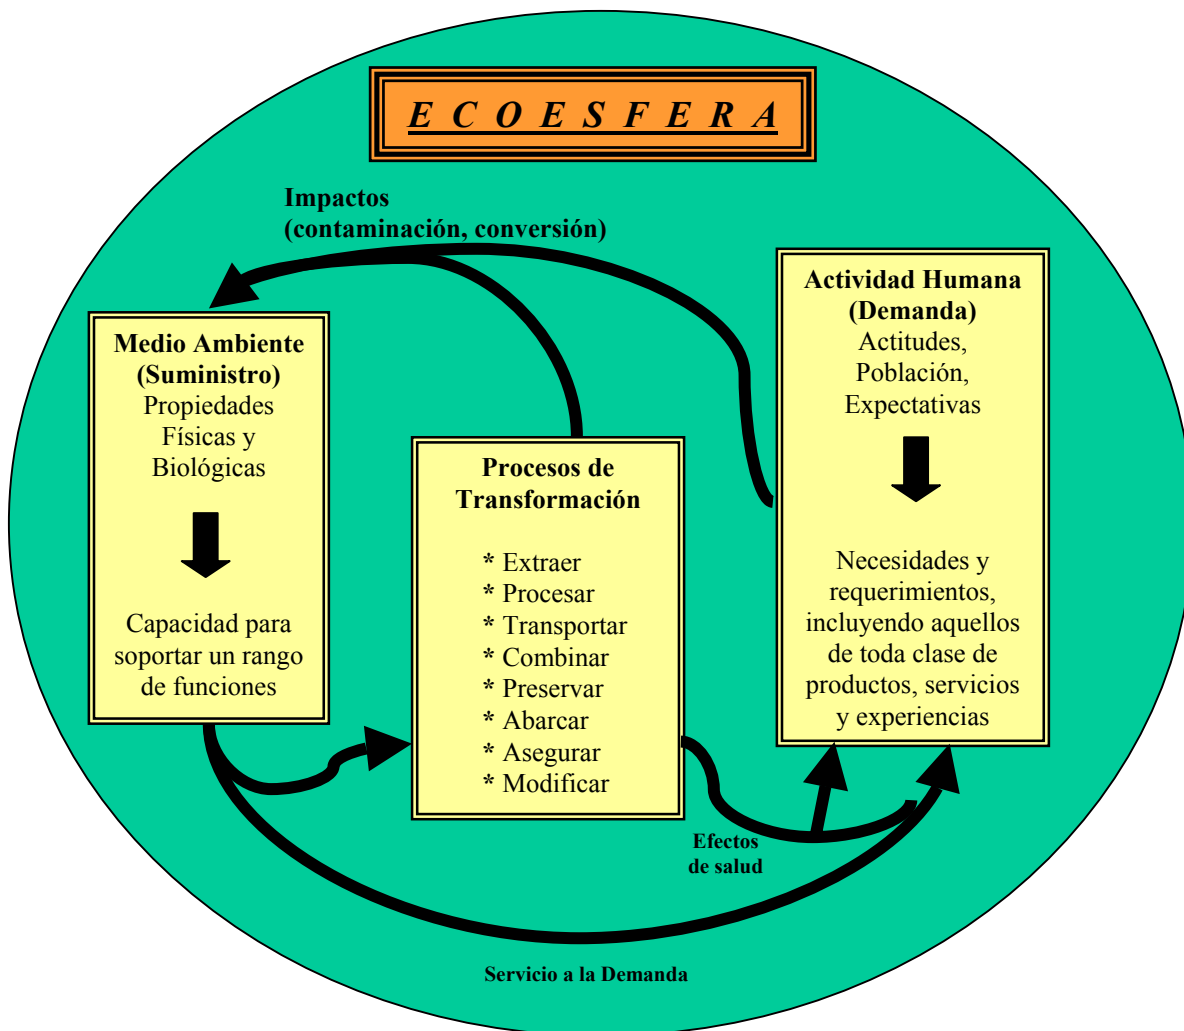 E C O E S F E R A
Impactos
(contaminación, conversión)
Medio Ambiente
(Suministro)
Propiedades
Físicas y
Biológicas
Capacidad para
soportar un rango
de funciones
Procesos de
Transformación
* Extraer
* Procesar
* Transportar
* Combinar
* Preservar
* Abarcar
* Asegurar
* Modificar
Actividad Humana
(Demanda)
Actitudes,
Población,
Expectativas
Necesidades y
requerimientos,
incluyendo aquellos
de toda clase de
productos, servicios
y experiencias
Efectos
de salud
Servicio a la Demanda